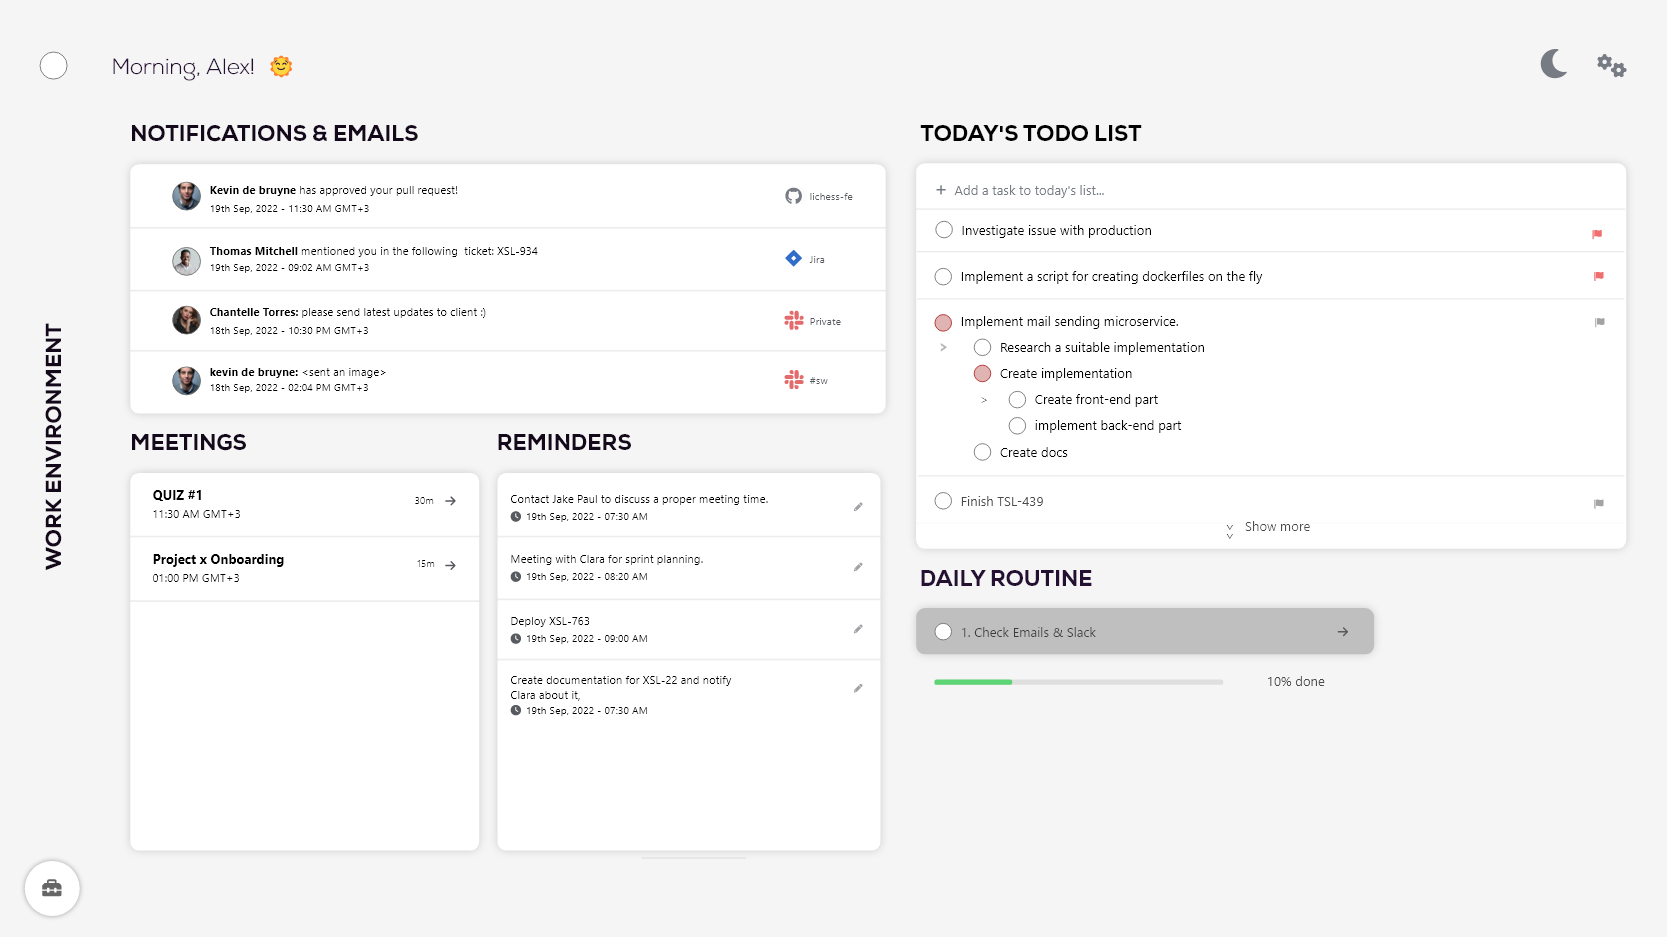 Morning, Alex!
WORK ENVIRONMENT
NOTIFICATIONS & EMAILS
Kevin de bruyne has approved your pull request!
19th Sep, 2022 - 11:30 AM GMT+3
lichess-fe
Thomas Mitchell mentioned you in the following  ticket: XSL-934
19th Sep, 2022 - 09:02 AM GMT+3
Jira
Chantelle Torres: please send latest updates to client :)
18th Sep, 2022 - 10:30 PM GMT+3
Private
kevin de bruyne: <sent an image>
18th Sep, 2022 - 02:04 PM GMT+3
#sw
MEETINGS
QUIZ #1
11:30 AM GMT+3
30m
Project x Onboarding
01:00 PM GMT+3
15m
REMINDERS
Contact Jake Paul to discuss a proper meeting time.
19th Sep, 2022 - 07:30 AM
Meeting with Clara for sprint planning.
19th Sep, 2022 - 08:20 AM
Deploy XSL-763
19th Sep, 2022 - 09:00 AM
Create documentation for XSL-22 and notify
Clara about it,
19th Sep, 2022 - 07:30 AM
TODAY'S TODO LIST
+ Add a task to today's list...
Investigate issue with production
Implement a script for creating dockerfiles on the fly
Implement mail sending microservice.
> Research a suitable implementation
Create implementation
> Create front-end part
implement back-end part
Create docs
Finish TSL-439
Show more
DAILY ROUTINE
1. Check Emails & Slack
10% done